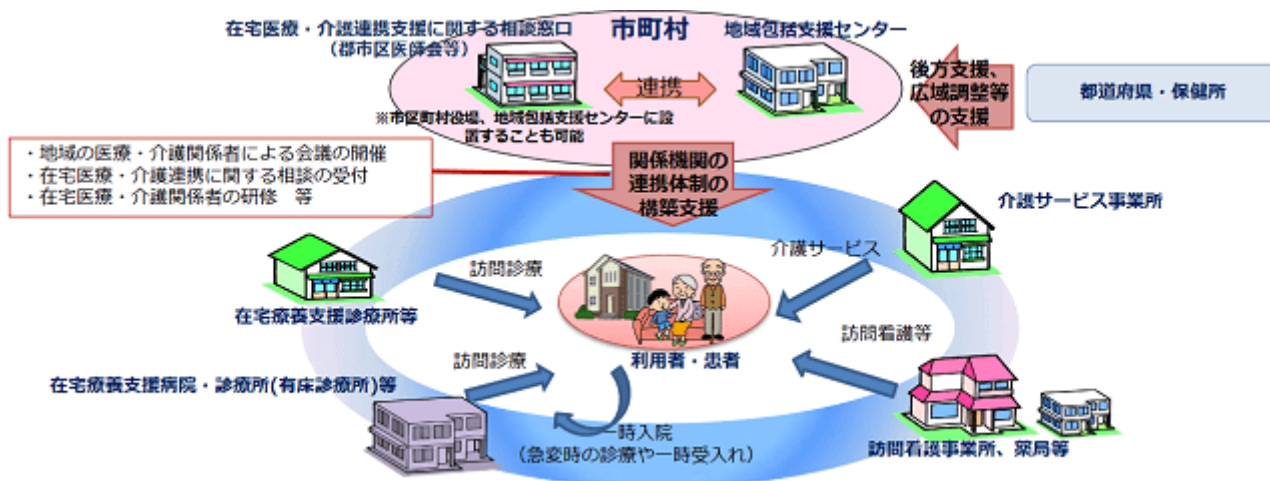 在宅医療・介護連携支援に関する相談窓口
（郡市区医師会等）
市町村
地域包括支援センター
連携
※市区町村役場、地域包括支援センターに設
置することも可能
後方支援、
広域調整等
の支援
都道府県・保健所
・地域の医療・介護関係者による会議の開催
・在宅医療・介護連携に関する相談の受付
・在宅医療・介護関係者の研修　等
関係機関の
連携体制の
構築支援
介護サービス事業所
介護サービス
訪問診療
在宅療養支援診療所等
利用者・患者
訪問看護等
訪問診療
在宅療養支援病院・診療所(有床診療所)等
一時入院
（急変時の診療や一時受入れ）
訪問看護事業所、薬局等